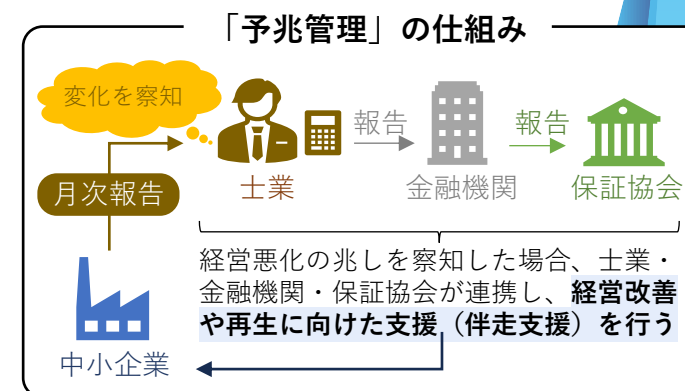 「予兆管理」の仕組み
変化を察知
報告
報告
士業
金融機関
保証協会
月次報告
経営悪化の兆しを察知した場合、士業・
金融機関・保証協会が連携し、経営改善
や再生に向けた支援（伴走支援）を行う
中小企業